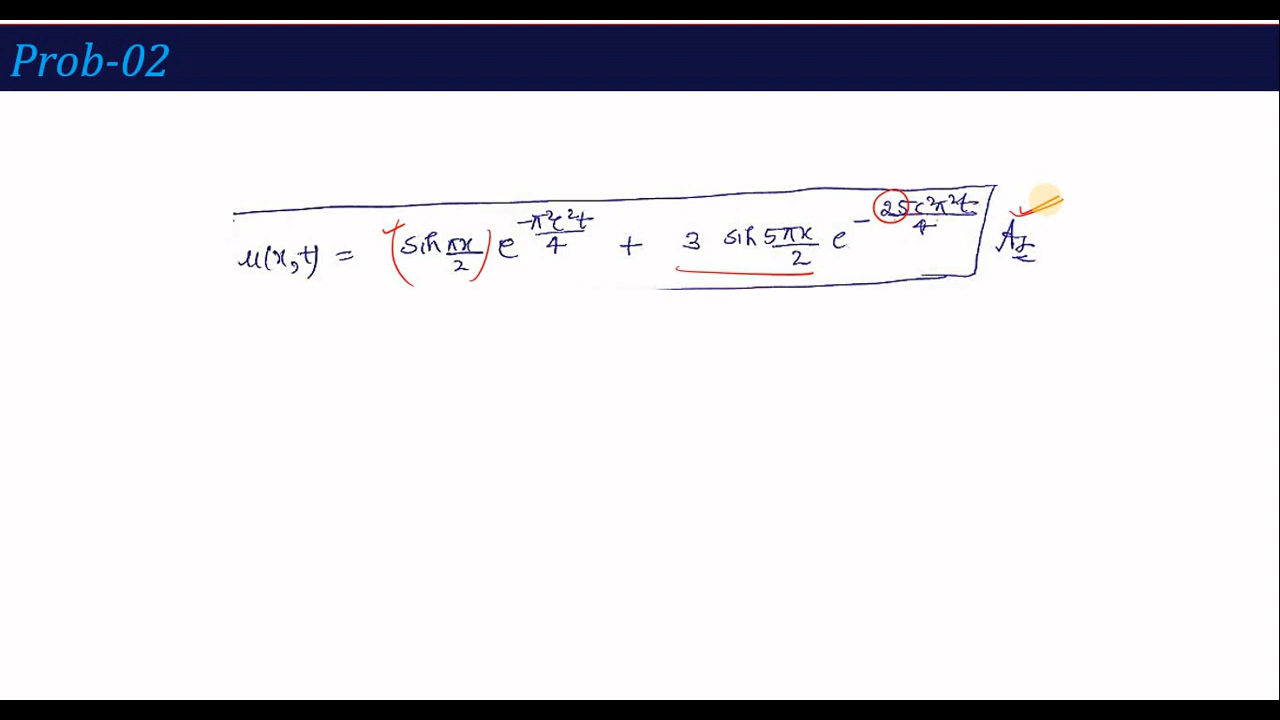 Prob-02
u(x,t) = (sin πx/2) e^(-π²c²t/4) + 3 sin 5πx/2 e^(-25c²π²t/4)